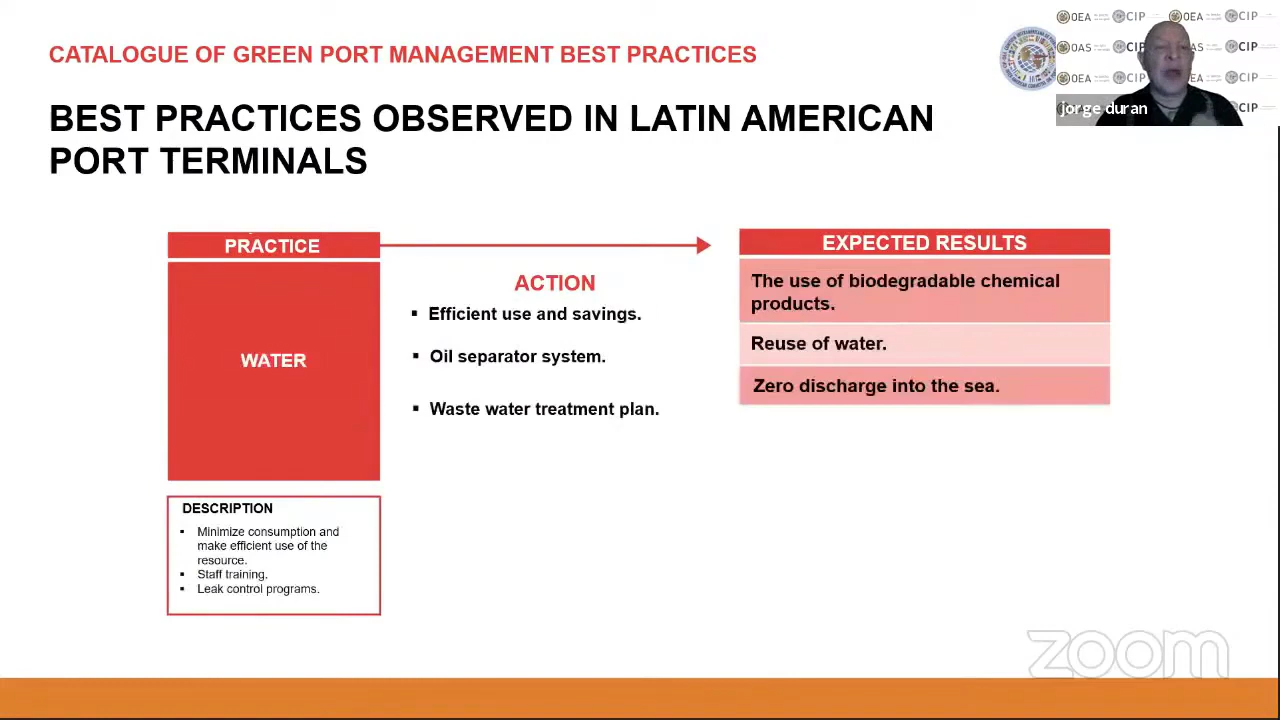 CATALOGUE OF GREEN PORT MANAGEMENT BEST PRACTICES
BEST PRACTICES OBSERVED IN LATIN AMERICAN
PORT TERMINALS
OEA CIP OEA CIP
OAS CIP AS CIP
OEA CIP OEA CIP
CIP
jorge duran
PRACTICE
WATER
ACTION
▪ Efficient use and savings.
▪ Oil separator system.
▪ Waste water treatment plan.
EXPECTED RESULTS
The use of biodegradable chemical
products.
Reuse of water.
Zero discharge into the sea.
DESCRIPTION
▪ Minimize consumption and
make efficient use of the
resource.
▪ Staff training.
▪ Leak control programs.
zoom